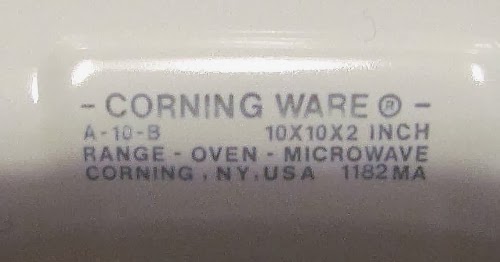 - CORNING WARE ® -
A-10-B 10X10X2 INCH
RANGE - OVEN - MICROWAVE
CORNING , NY. USA 1182 MA